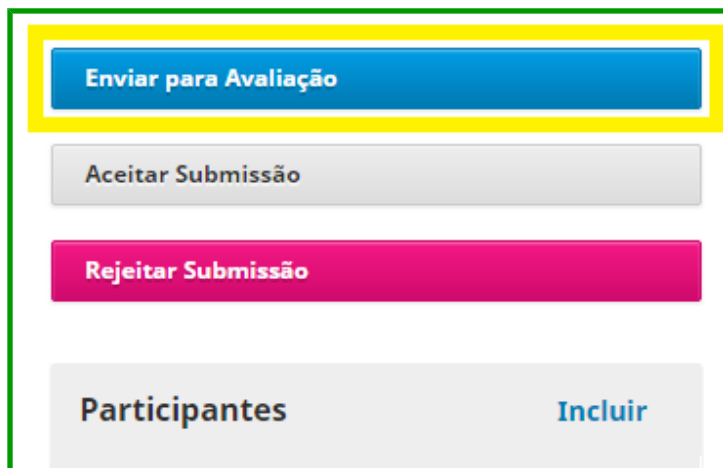 Enviar para Avaliação
Aceitar Submissão
Rejeitar Submissão
Participantes Incluir